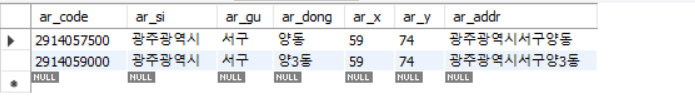 ar_code ar_si ar_gu ar_dong ar_x ar_y ar_addr
2914057500 광주광역시 서구 양동 59 74 광주광역시서구양동
2914059000 광주광역시 서구 양3동 59 74 광주광역시서구양3동
NULL NULL NULL NULL NULL NULL NULL